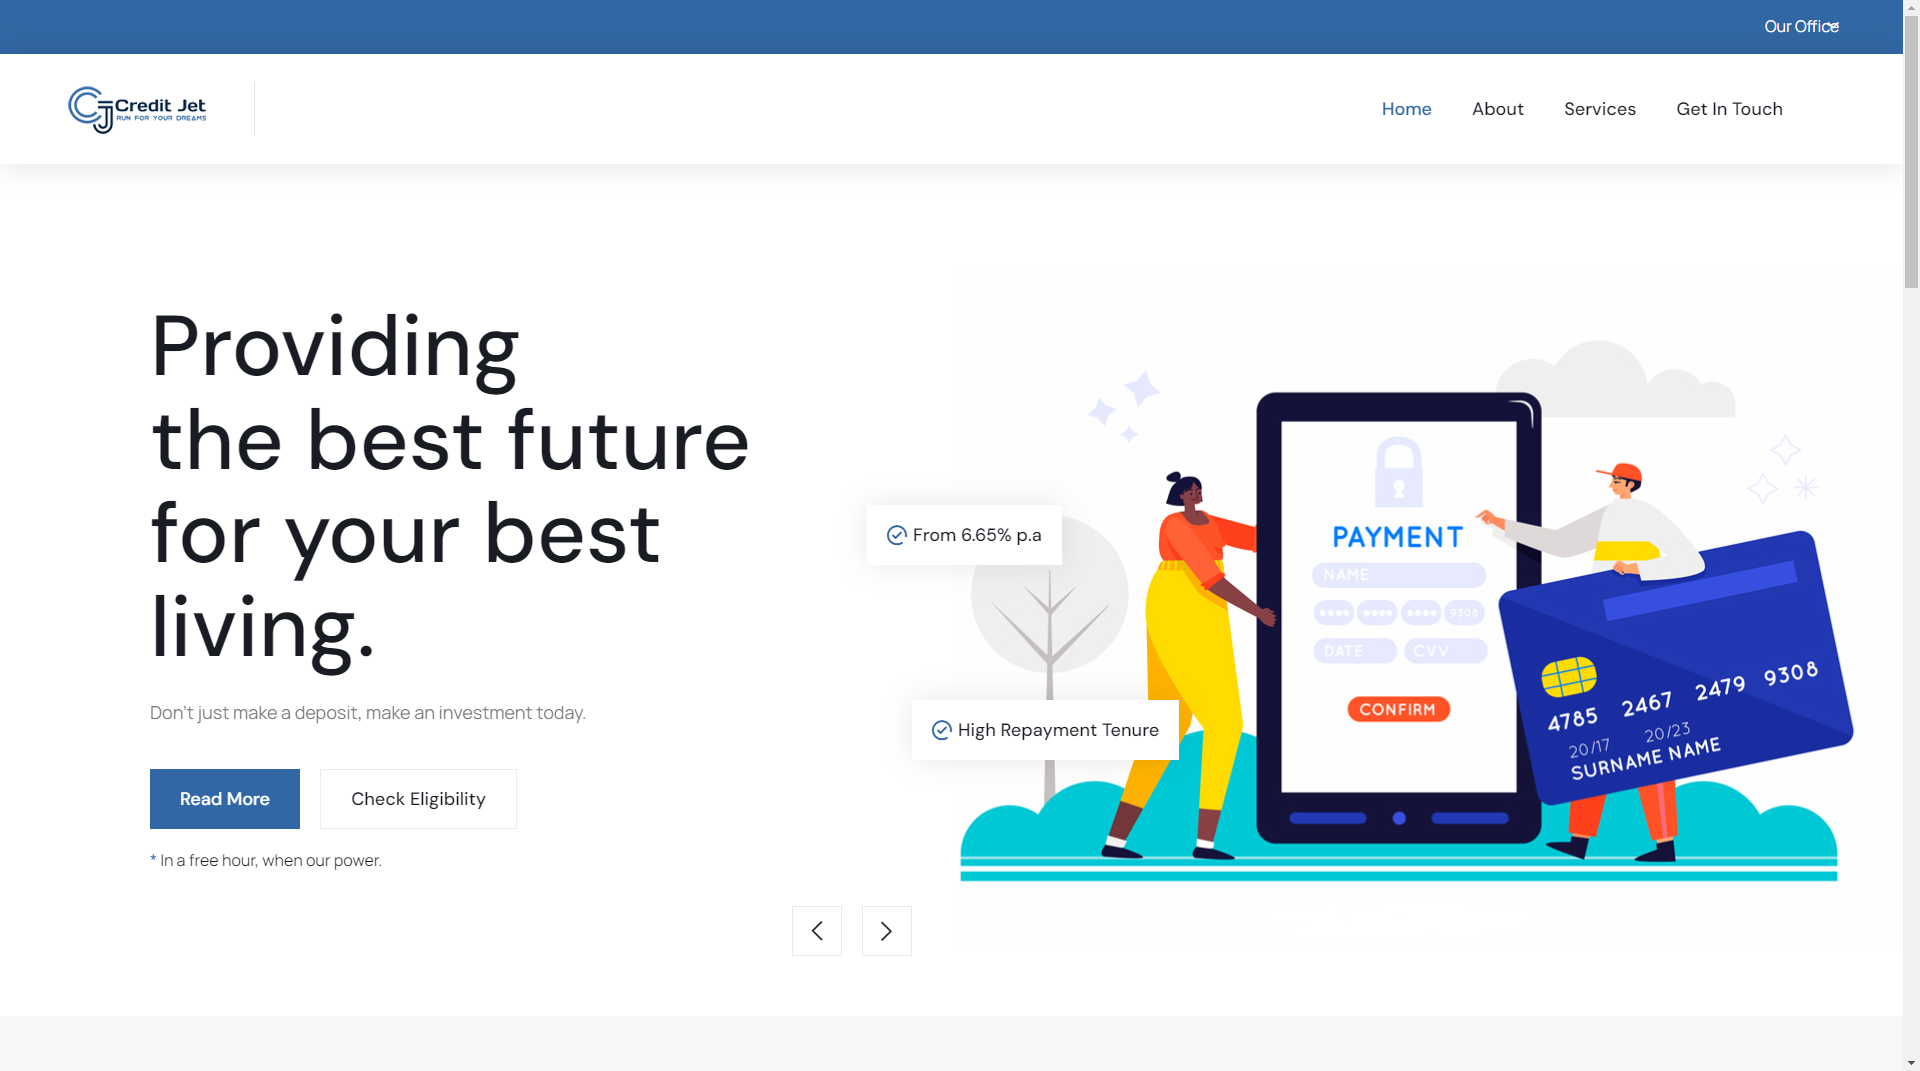 Our Office
Credit Jet
RUN FOR YOUR DREAMS
Home
About
Services
Get In Touch
Providing
the best future
for your best
living.
Don't just make a deposit, make an investment today.
Read More
Check Eligibility
* In a free hour, when our power.
From 6.65% p.a
High Repayment Tenure
PAYMENT
NAME
9308
DATE
CVV
CONFIRM
4785 2467 2479 9308
20/17 20/23
SURNAME NAME